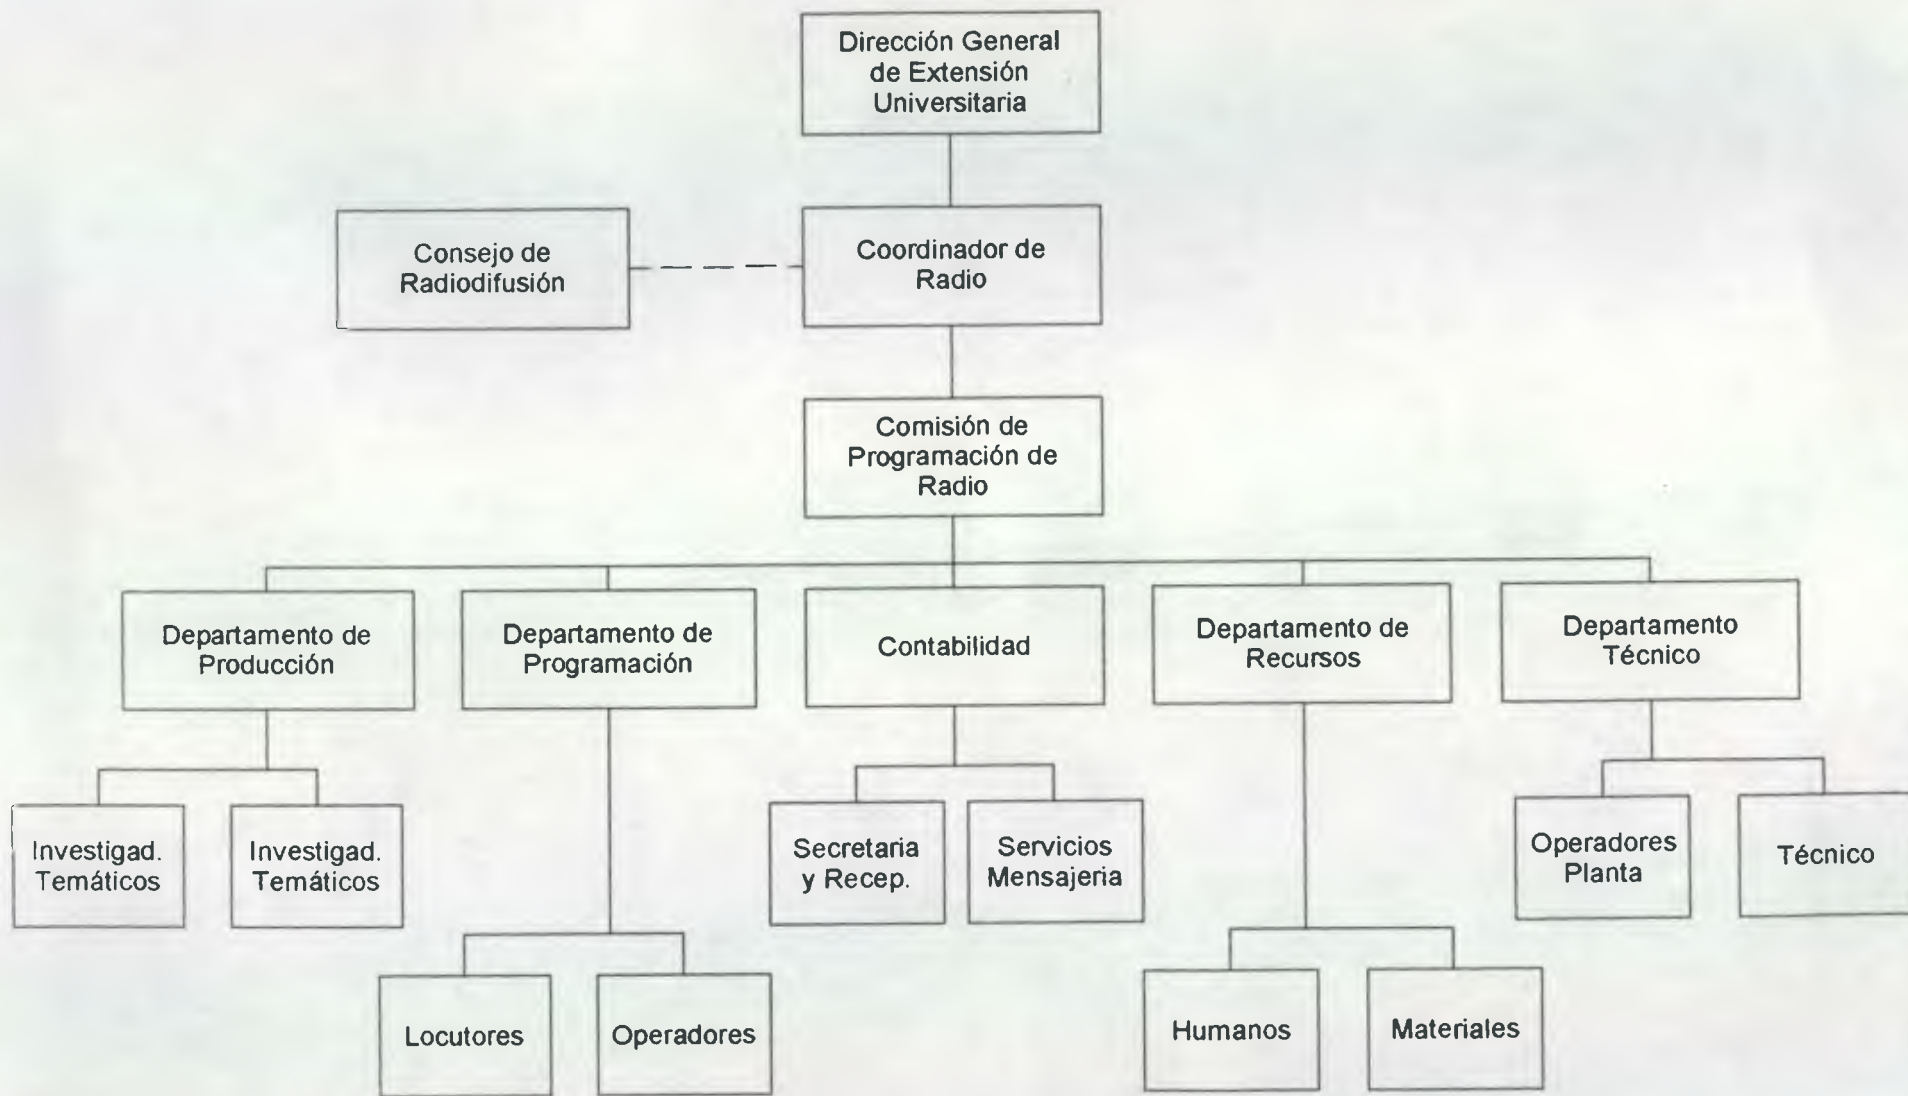 Dirección General
de Extensión
Universitaria
Consejo de
Radiodifusión
Coordinador de
Radio
Comisión de
Programación de
Radio
Departamento de
Producción
Departamento de
Programación
Contabilidad
Departamento de
Recursos
Departamento
Técnico
Investigad.
Temáticos
Investigad.
Temáticos
Secretaria
y Recep.
Servicios
Mensajeria
Operadores
Planta
Técnico
Locutores
Operadores
Humanos
Materiales